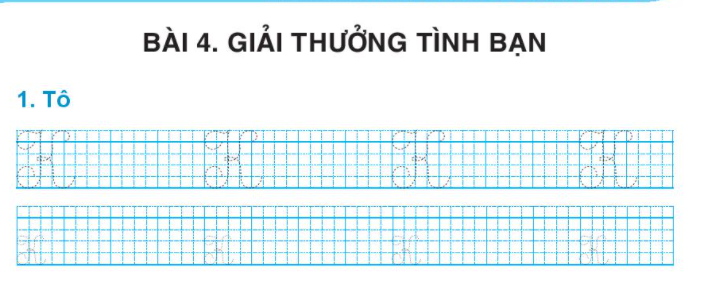 BÀI 4. GIẢI THƯỞNG TÌNH BẠN
1. Tô
K K K K
K K K K